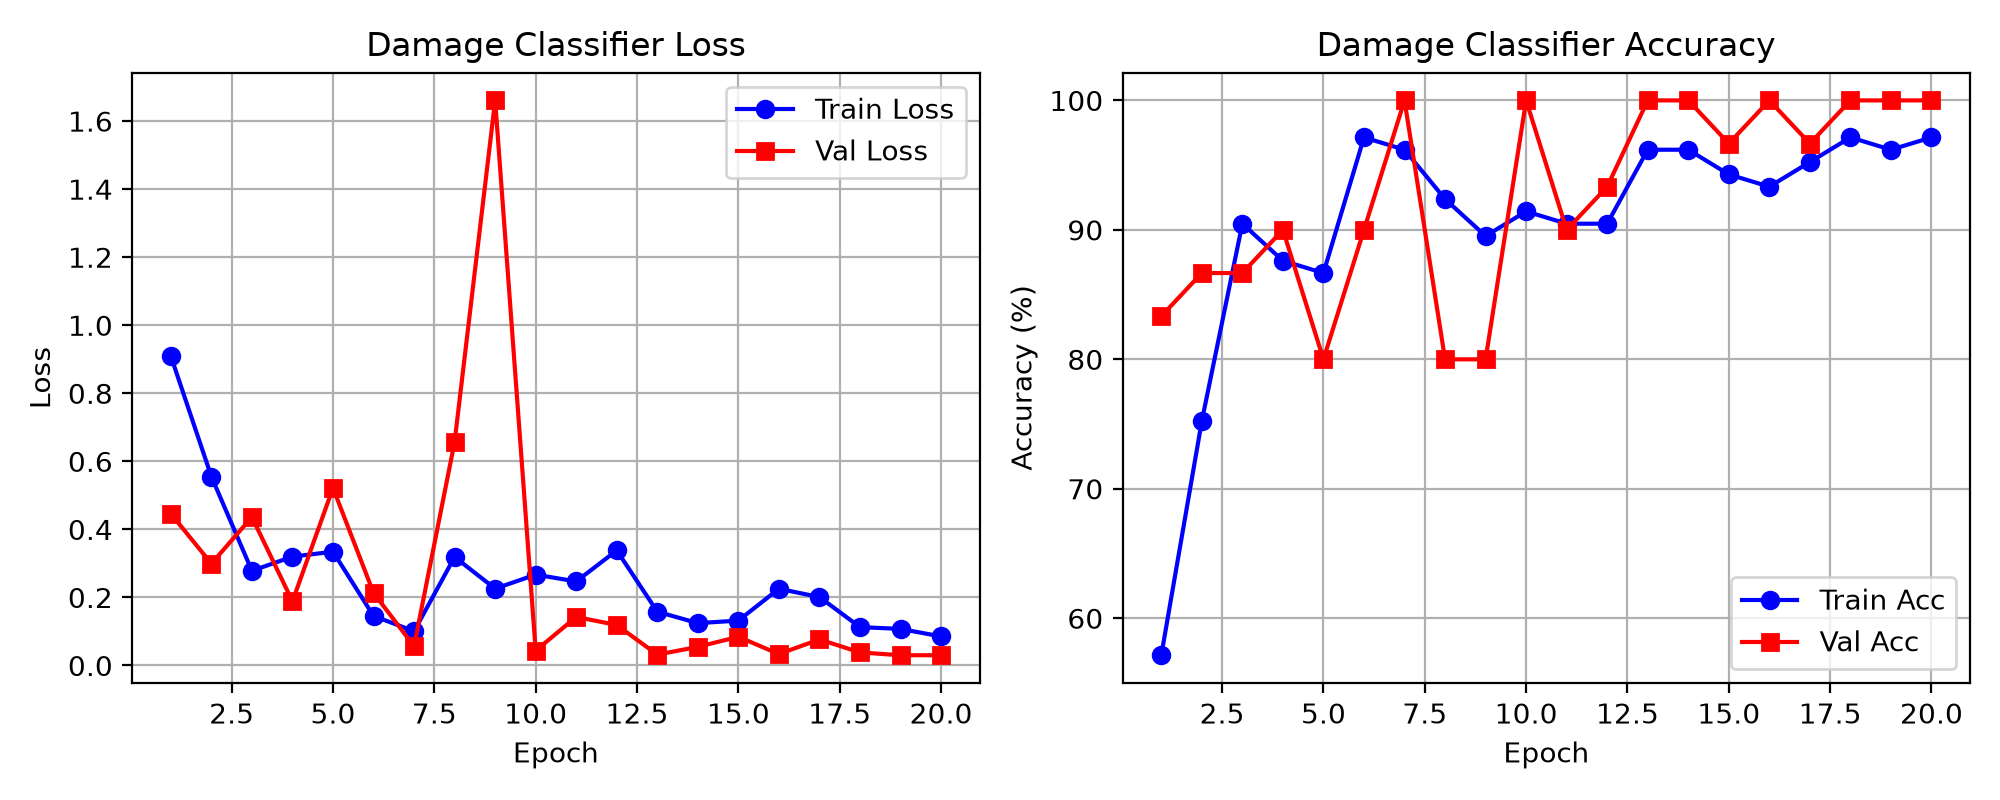 Damage Classifier Loss
Train Loss
Val Loss
1.6
1.4
1.2
1.0
0.8
0.6
0.4
0.2
0.0
Loss
2.5 5.0 7.5 10.0 12.5 15.0 17.5 20.0
Epoch
Damage Classifier Accuracy
100
90
80
70
60
Accuracy (%)
Train Acc
Val Acc
2.5 5.0 7.5 10.0 12.5 15.0 17.5 20.0
Epoch